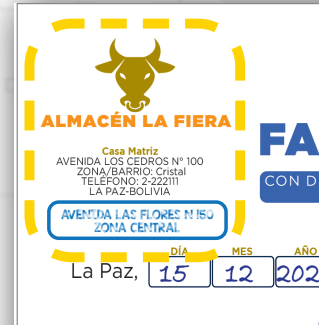 ALMACÉN LA FIERA
Casa Matriz
AVENIDA LOS CEDROS N° 100
ZONA/BARRIO: Cristal
TELÉFONO: 2-222111
LA PAZ-BOLIVIA
AVENIDA LAS FLORES N 150
ZONA CENTRAL
FA
CON D
DÍA MES AÑO
La Paz, 15 12 202